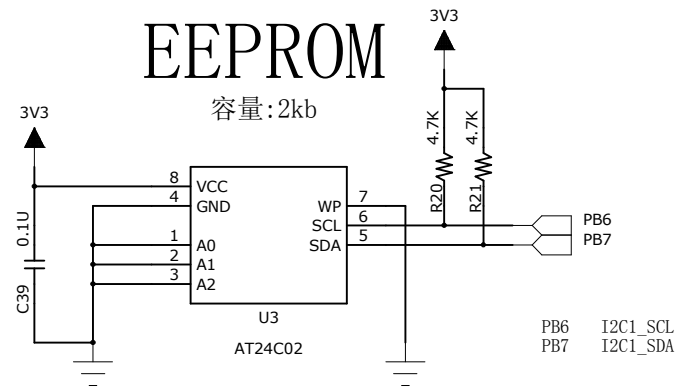 EEPROM
容量:2kb
3V3
3V3
4.7K
4.7K
R20
R21
0.1U
C39
8 VCC
4 GND
1 A0
2 A1
3 A2
WP 7
SCL 6
SDA 5
U3
AT24C02
PB6
PB7
PB6 I2C1_SCL
PB7 I2C1_SDA